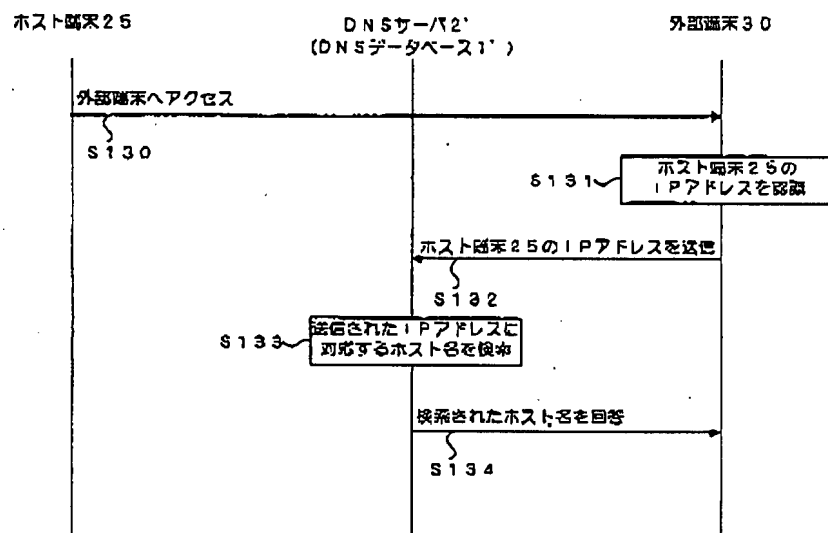 ホスト端末25
DNSサーバ2'
(DNSデータベース1')
外部端末30
外部端末へアクセス
S130
S131
ホスト端末25の
IPアドレスを認識
ホスト端末25のIPアドレスを送信
S132
S133
送信されたIPアドレスに
対応するホスト名を検索
検索されたホスト名を回答
S134